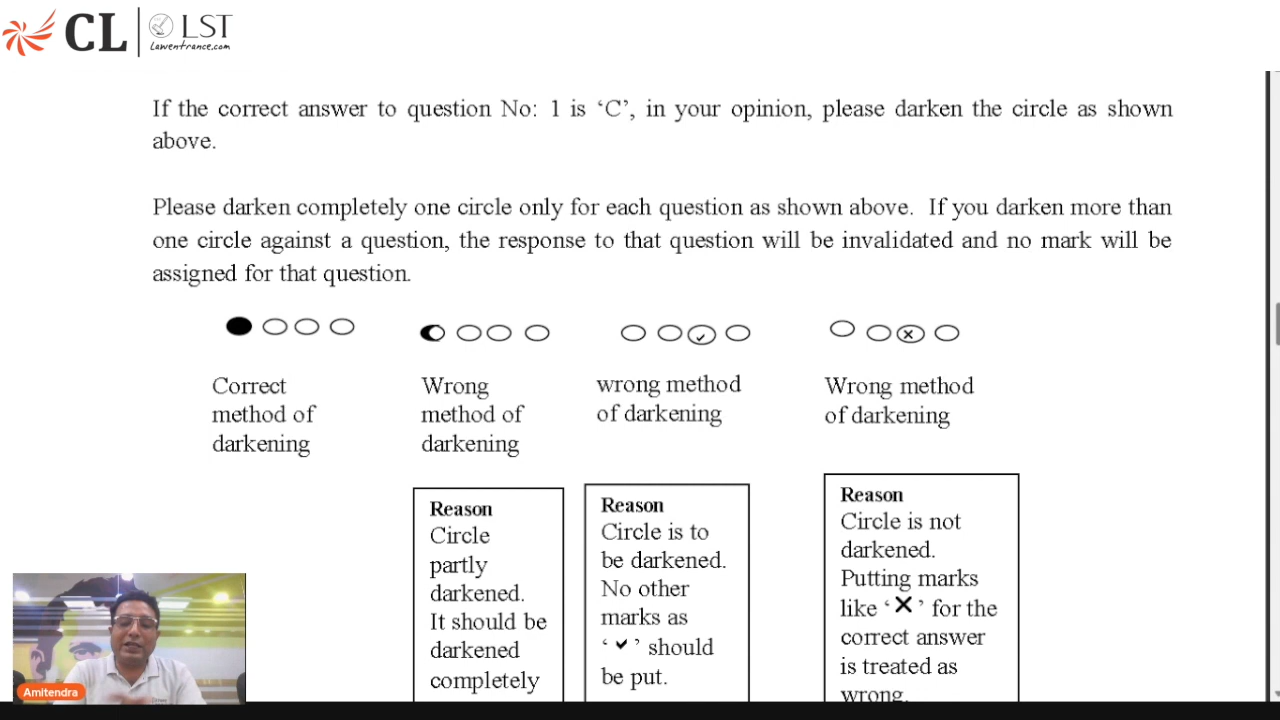 CL
LST
Lawentrance.com
If the correct answer to question No: 1 is ‘C’, in your opinion, please darken the circle as shown
above.
Please darken completely one circle only for each question as shown above. If you darken more than
one circle against a question, the response to that question will be invalidated and no mark will be
assigned for that question.
Correct
method of
darkening
Wrong
method of
darkening
wrong method
of darkening
Wrong method
of darkening
Reason
Circle
partly
darkened.
It should be
darkened
completely
Reason
Circle is to
be darkened.
No other
marks as
‘ ✔ ’ should
be put.
Reason
Circle is not
darkened.
Putting marks
like ‘ ✕ ’ for the
correct answer
is treated as
wrong.
Amitendra